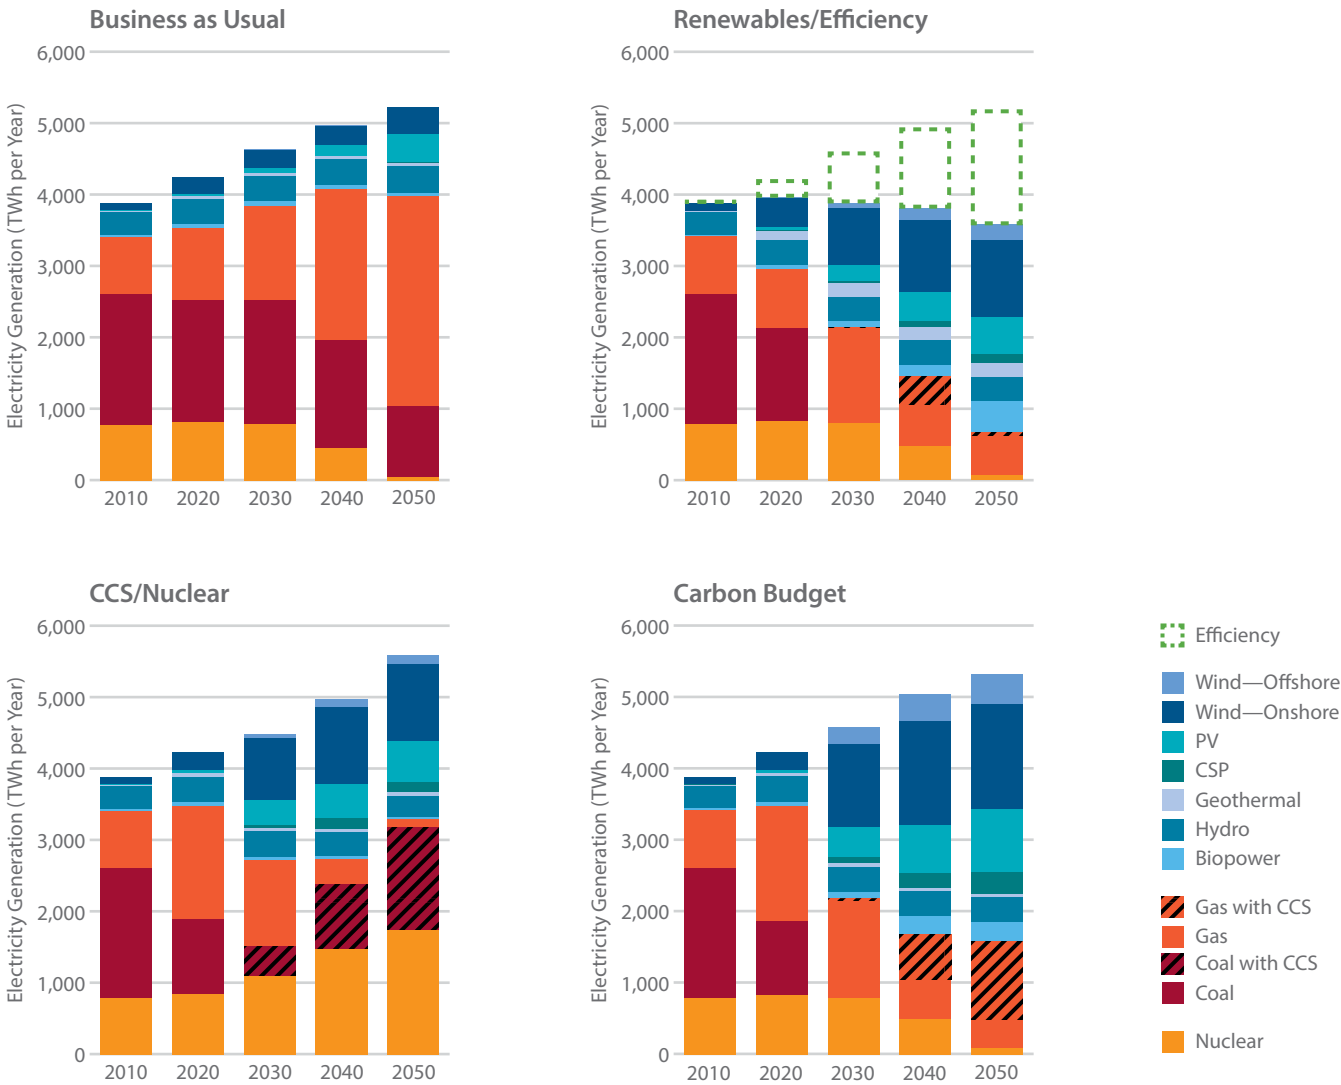 Business as Usual
Electricity Generation (TWh per Year)
6,000
5,000
4,000
3,000
2,000
1,000
0
2010 2020 2030 2040 2050
Renewables/Efficiency
Electricity Generation (TWh per Year)
6,000
5,000
4,000
3,000
2,000
1,000
0
2010 2020 2030 2040 2050
CCS/Nuclear
Electricity Generation (TWh per Year)
6,000
5,000
4,000
3,000
2,000
1,000
0
2010 2020 2030 2040 2050
Carbon Budget
Electricity Generation (TWh per Year)
6,000
5,000
4,000
3,000
2,000
1,000
0
2010 2020 2030 2040 2050
Efficiency
Wind—Offshore
Wind—Onshore
PV
CSP
Geothermal
Hydro
Biopower
Gas with CCS
Gas
Coal with CCS
Coal
Nuclear